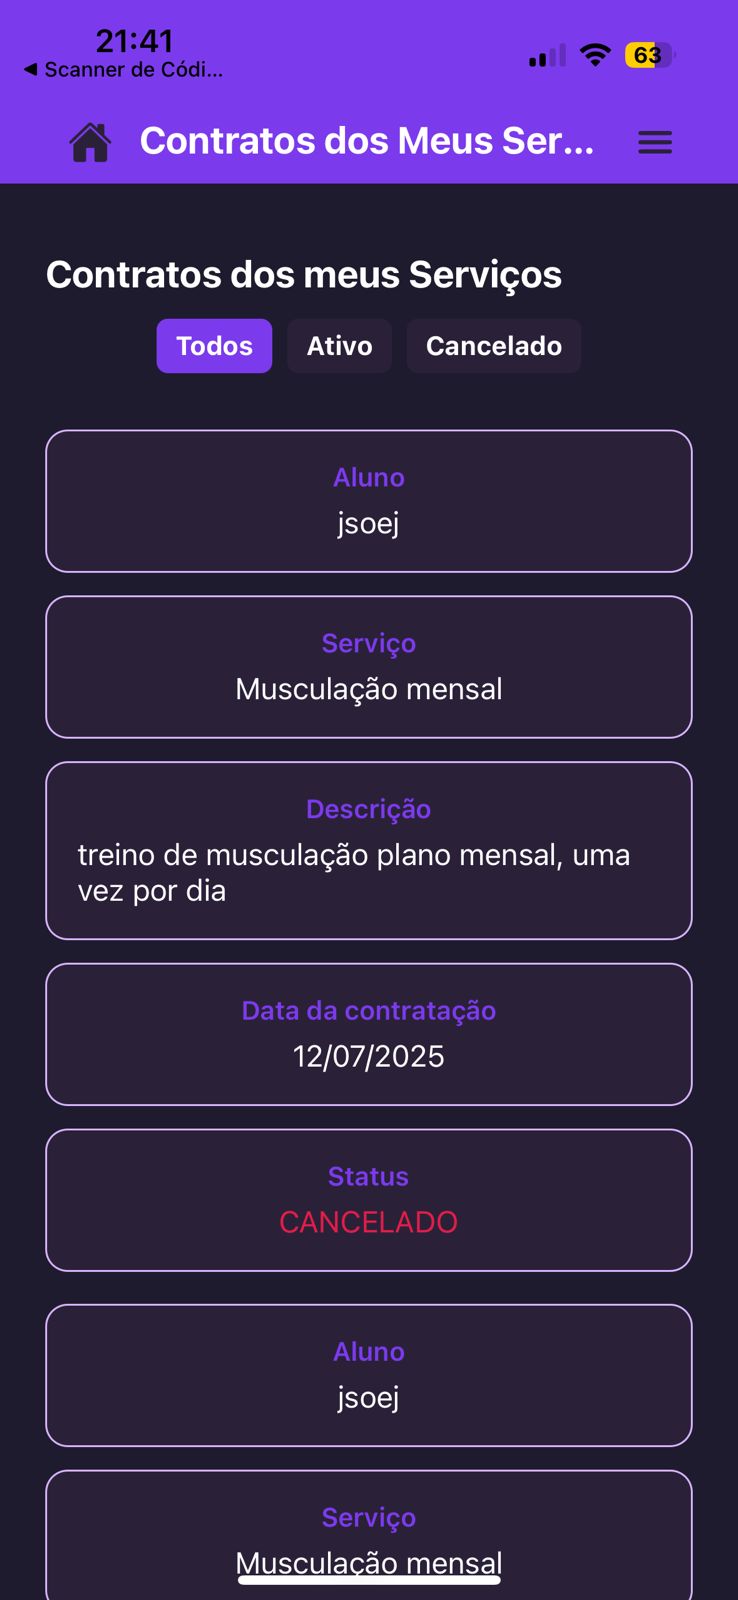 21:41
◀ Scanner de Códi...
63
Contratos dos Meus Ser...
Contratos dos meus Serviços
Todos Ativo Cancelado
Aluno
jsoej
Serviço
Musculação mensal
Descrição
treino de musculação plano mensal, uma
vez por dia
Data da contratação
12/07/2025
Status
CANCELADO
Aluno
jsoej
Serviço
Musculação mensal